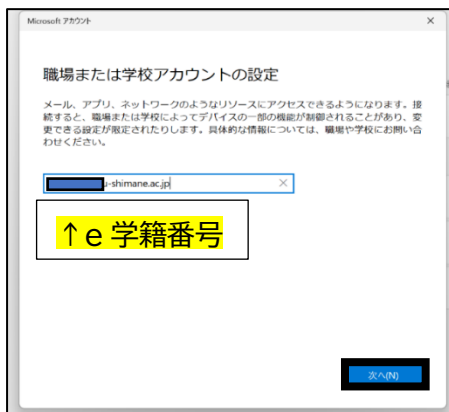 Microsoft アカウント
職場または学校アカウントの設定
メール、アプリ、ネットワークのようなリソースにアクセスできるようになります。接
続すると、職場または学校によってデバイスの一部の機能が制御されることがあり、変
更できる設定が限定されたりします。具体的な情報については、職場や学校にお問い合
わせください。
u-shimane.ac.jp
↑e 学籍番号
次へ(N)